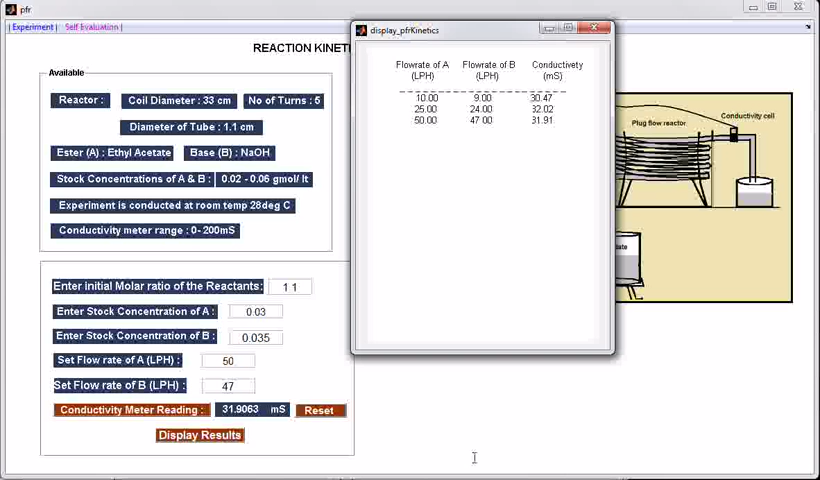 pfr
| Experiment | Self Evaluation |
REACTION KINETI
Available
Reactor :
Coil Diameter : 33 cm
No of Turns : 5
Diameter of Tube : 1.1 cm
Ester (A) : Ethyl Acetate
Base (B) : NaOH
Stock Concentrations of A & B : 0.02 - 0.06 gmol/ lt
Experiment is conducted at room temp 28deg C
Conductivity meter range : 0- 200mS
Enter initial Molar ratio of the Reactants: 1.1
Enter Stock Concentration of A : 0.03
Enter Stock Concentration of B : 0.035
Set Flow rate of A (LPH) : 50
Set Flow rate of B (LPH) : 47
Conductivity Meter Reading : 31.9063 mS Reset
Display Results
display_pfrKinetics
Flowrate of A Flowrate of B Conductivety
(LPH) (LPH) (mS)
10.00 9.00 30.47
25.00 24.00 32.02
50.00 47.00 31.91
Plug flow reactor
Conductivity cell